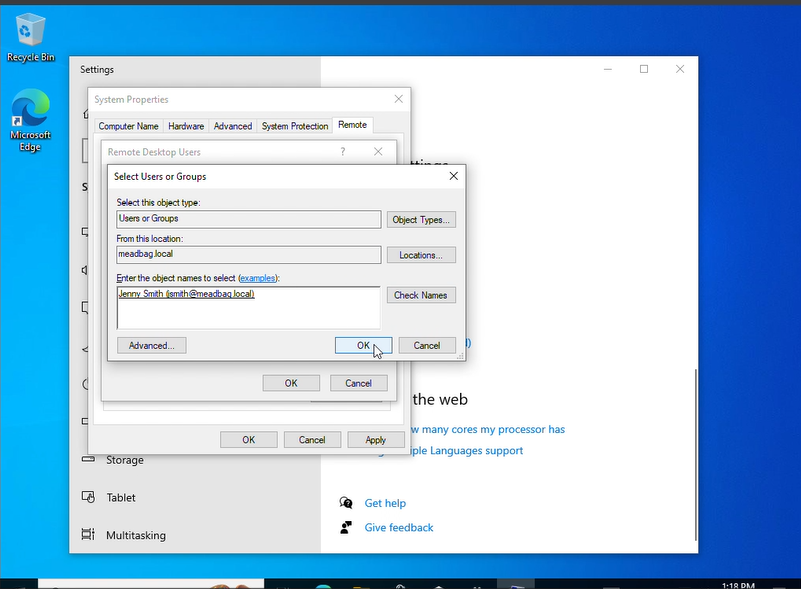 Recycle Bin
Microsoft
Edge
Settings
System Properties
Computer Name Hardware Advanced System Protection Remote
Remote Desktop Users ?
Select Users or Groups
Select this object type:
Users or Groups Object Types...
From this location:
meadbag.local Locations...
Enter the object names to select (examples):
Jenny Smith (jsmith@meadbag.local) Check Names
Advanced... OK Cancel
OK Cancel
the web
many cores my processor has
OK Cancel Apply
Languages support
Storage
Tablet
Multitasking
Get help
Give feedback
1:18 PM